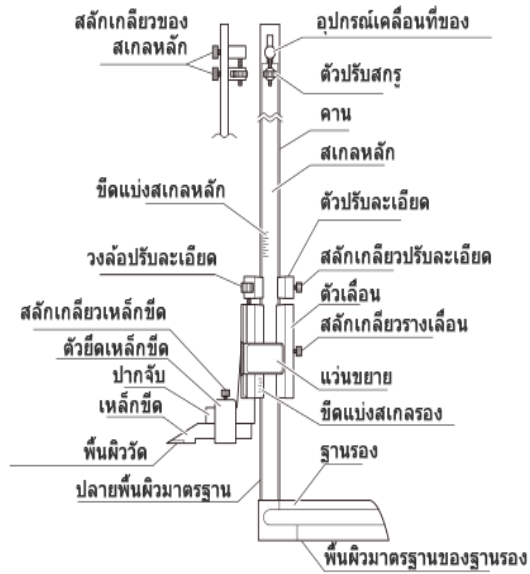 สลักเกลียวของ
สเกลหลัก
อุปกรณ์เคลื่อนที่ของ
ตัวปรับสกรู
คาน
สเกลหลัก
ขีดแบ่งสเกลหลัก
ตัวปรับละเอียด
วงล้อปรับละเอียด
สลักเกลียวปรับละเอียด
ตัวเลื่อน
สลักเกลียวเหล็กขีด
สลักเกลียวรางเลื่อน
ตัวยึดเหล็กขีด
ปากจับ
แว่นขยาย
เหล็กขีด
ขีดแบ่งสเกลรอง
พื้นผิววัด
ฐานรอง
ปลายพื้นผิวมาตรฐาน
พื้นผิวมาตรฐานของฐานรอง